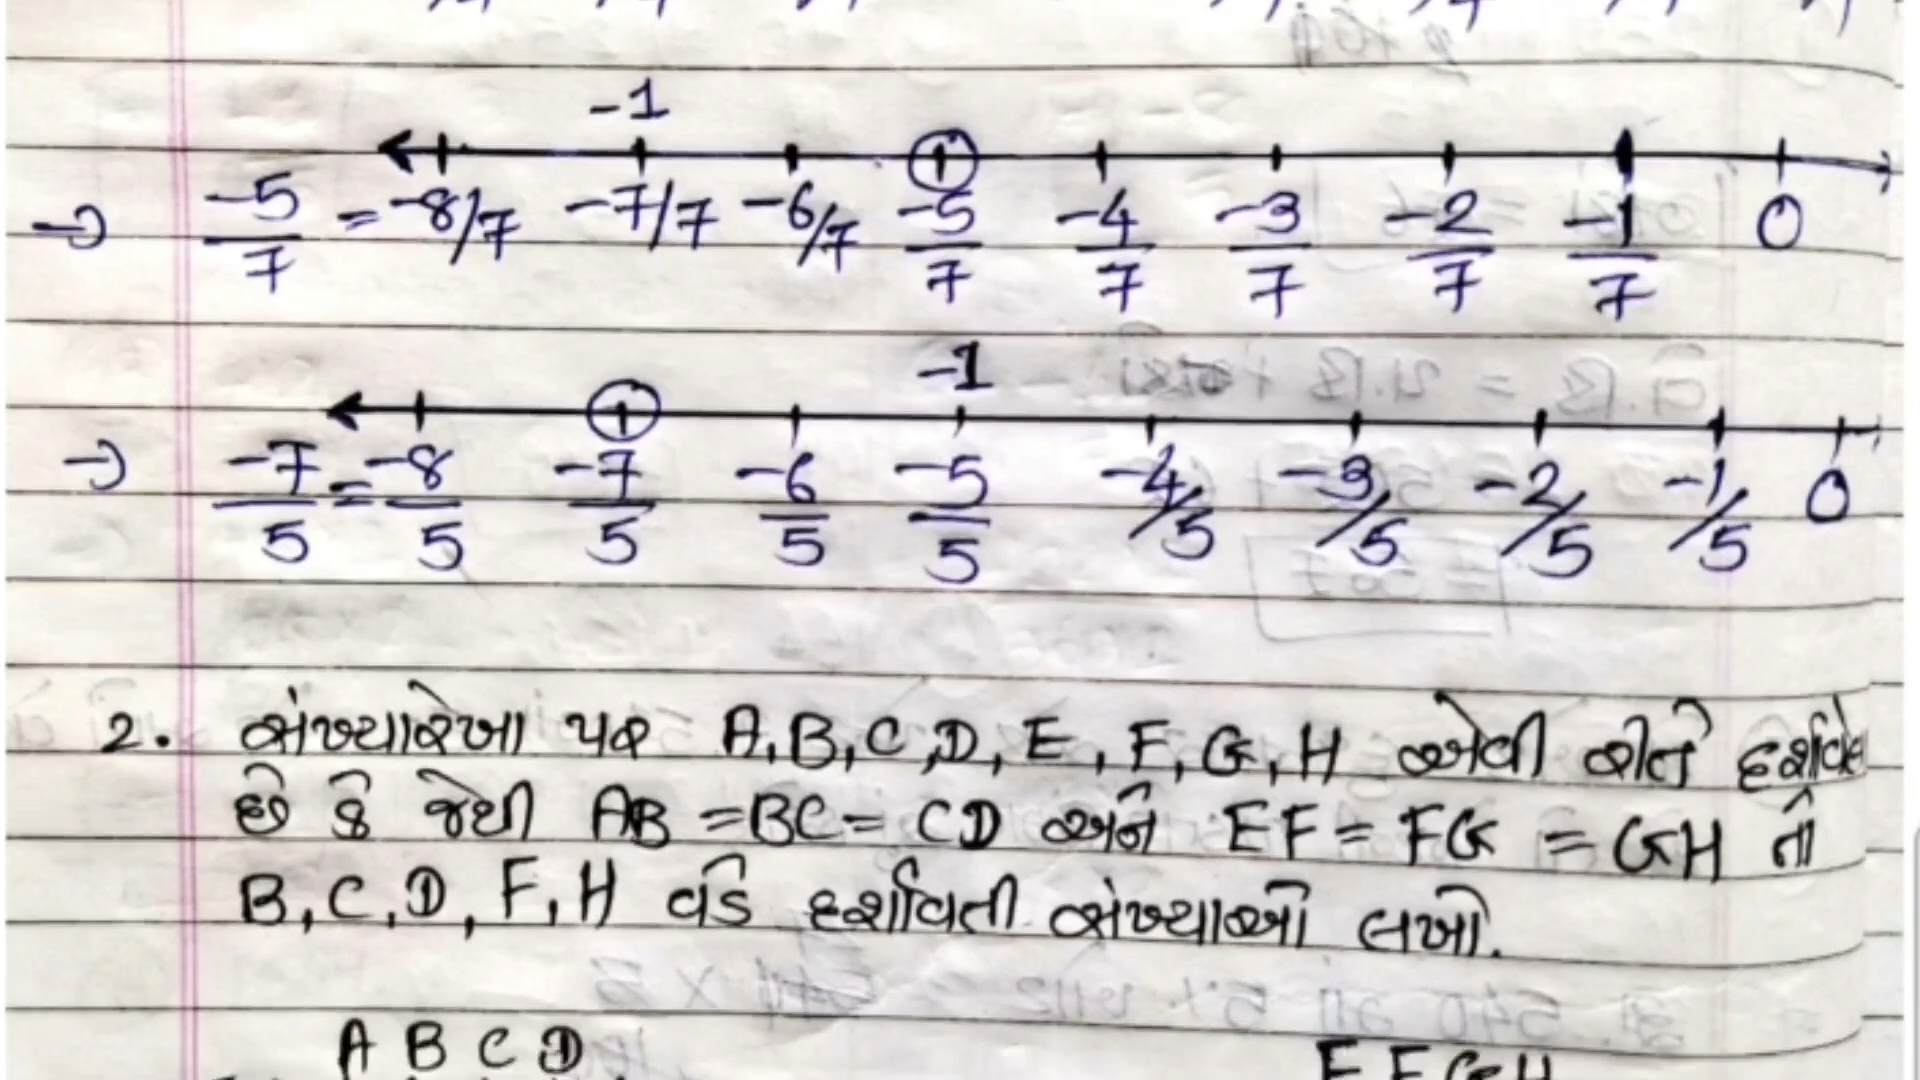 -1
→ -5/7 = -8/7 -7/7 -6/7 -5/7 -4/7 -3/7 -2/7 -1/7 0
-1
→ -7/5 = -8/5 -7/5 -6/5 -5/5 -4/5 -3/5 -2/5 -1/5 0
2. સંખ્યારેખા પર A, B, C, D, E, F, G, H એવી રીતે દર્શાવેલ
છે કે જેથી AB = BC = CD અને EF = FG = GH તો
B, C, D, F, H વડે દર્શાવતી સંખ્યાઓ લખો.
A B C D E F G H